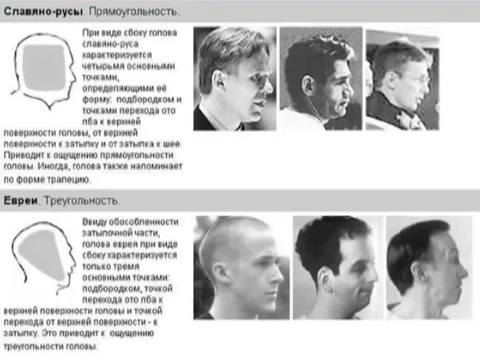 Славяно-русы. Прямоугольность.
При виде сбоку голова
славяно-руса
характеризуется
четырьмя основными
точками,
определяющими её
форму: подбородком и
точками перехода ото
лба к верхней
поверхности головы, от верхней
поверхности к затылку и от затылка к шее.
Приводит к ощущению прямоугольности
головы. Иногда, голова также напоминает
по форме трапецию.
Евреи. Треугольность.
Ввиду обособленности
затылочной части,
голова еврея при виде
сбоку характеризуется
только тремя
основными точками:
подбородком, точкой
перехода ото лба к
верхней поверхности головы и точкой
перехода от верхней поверхности - к
затылку. Это приводит к ощущению
треугольности головы.